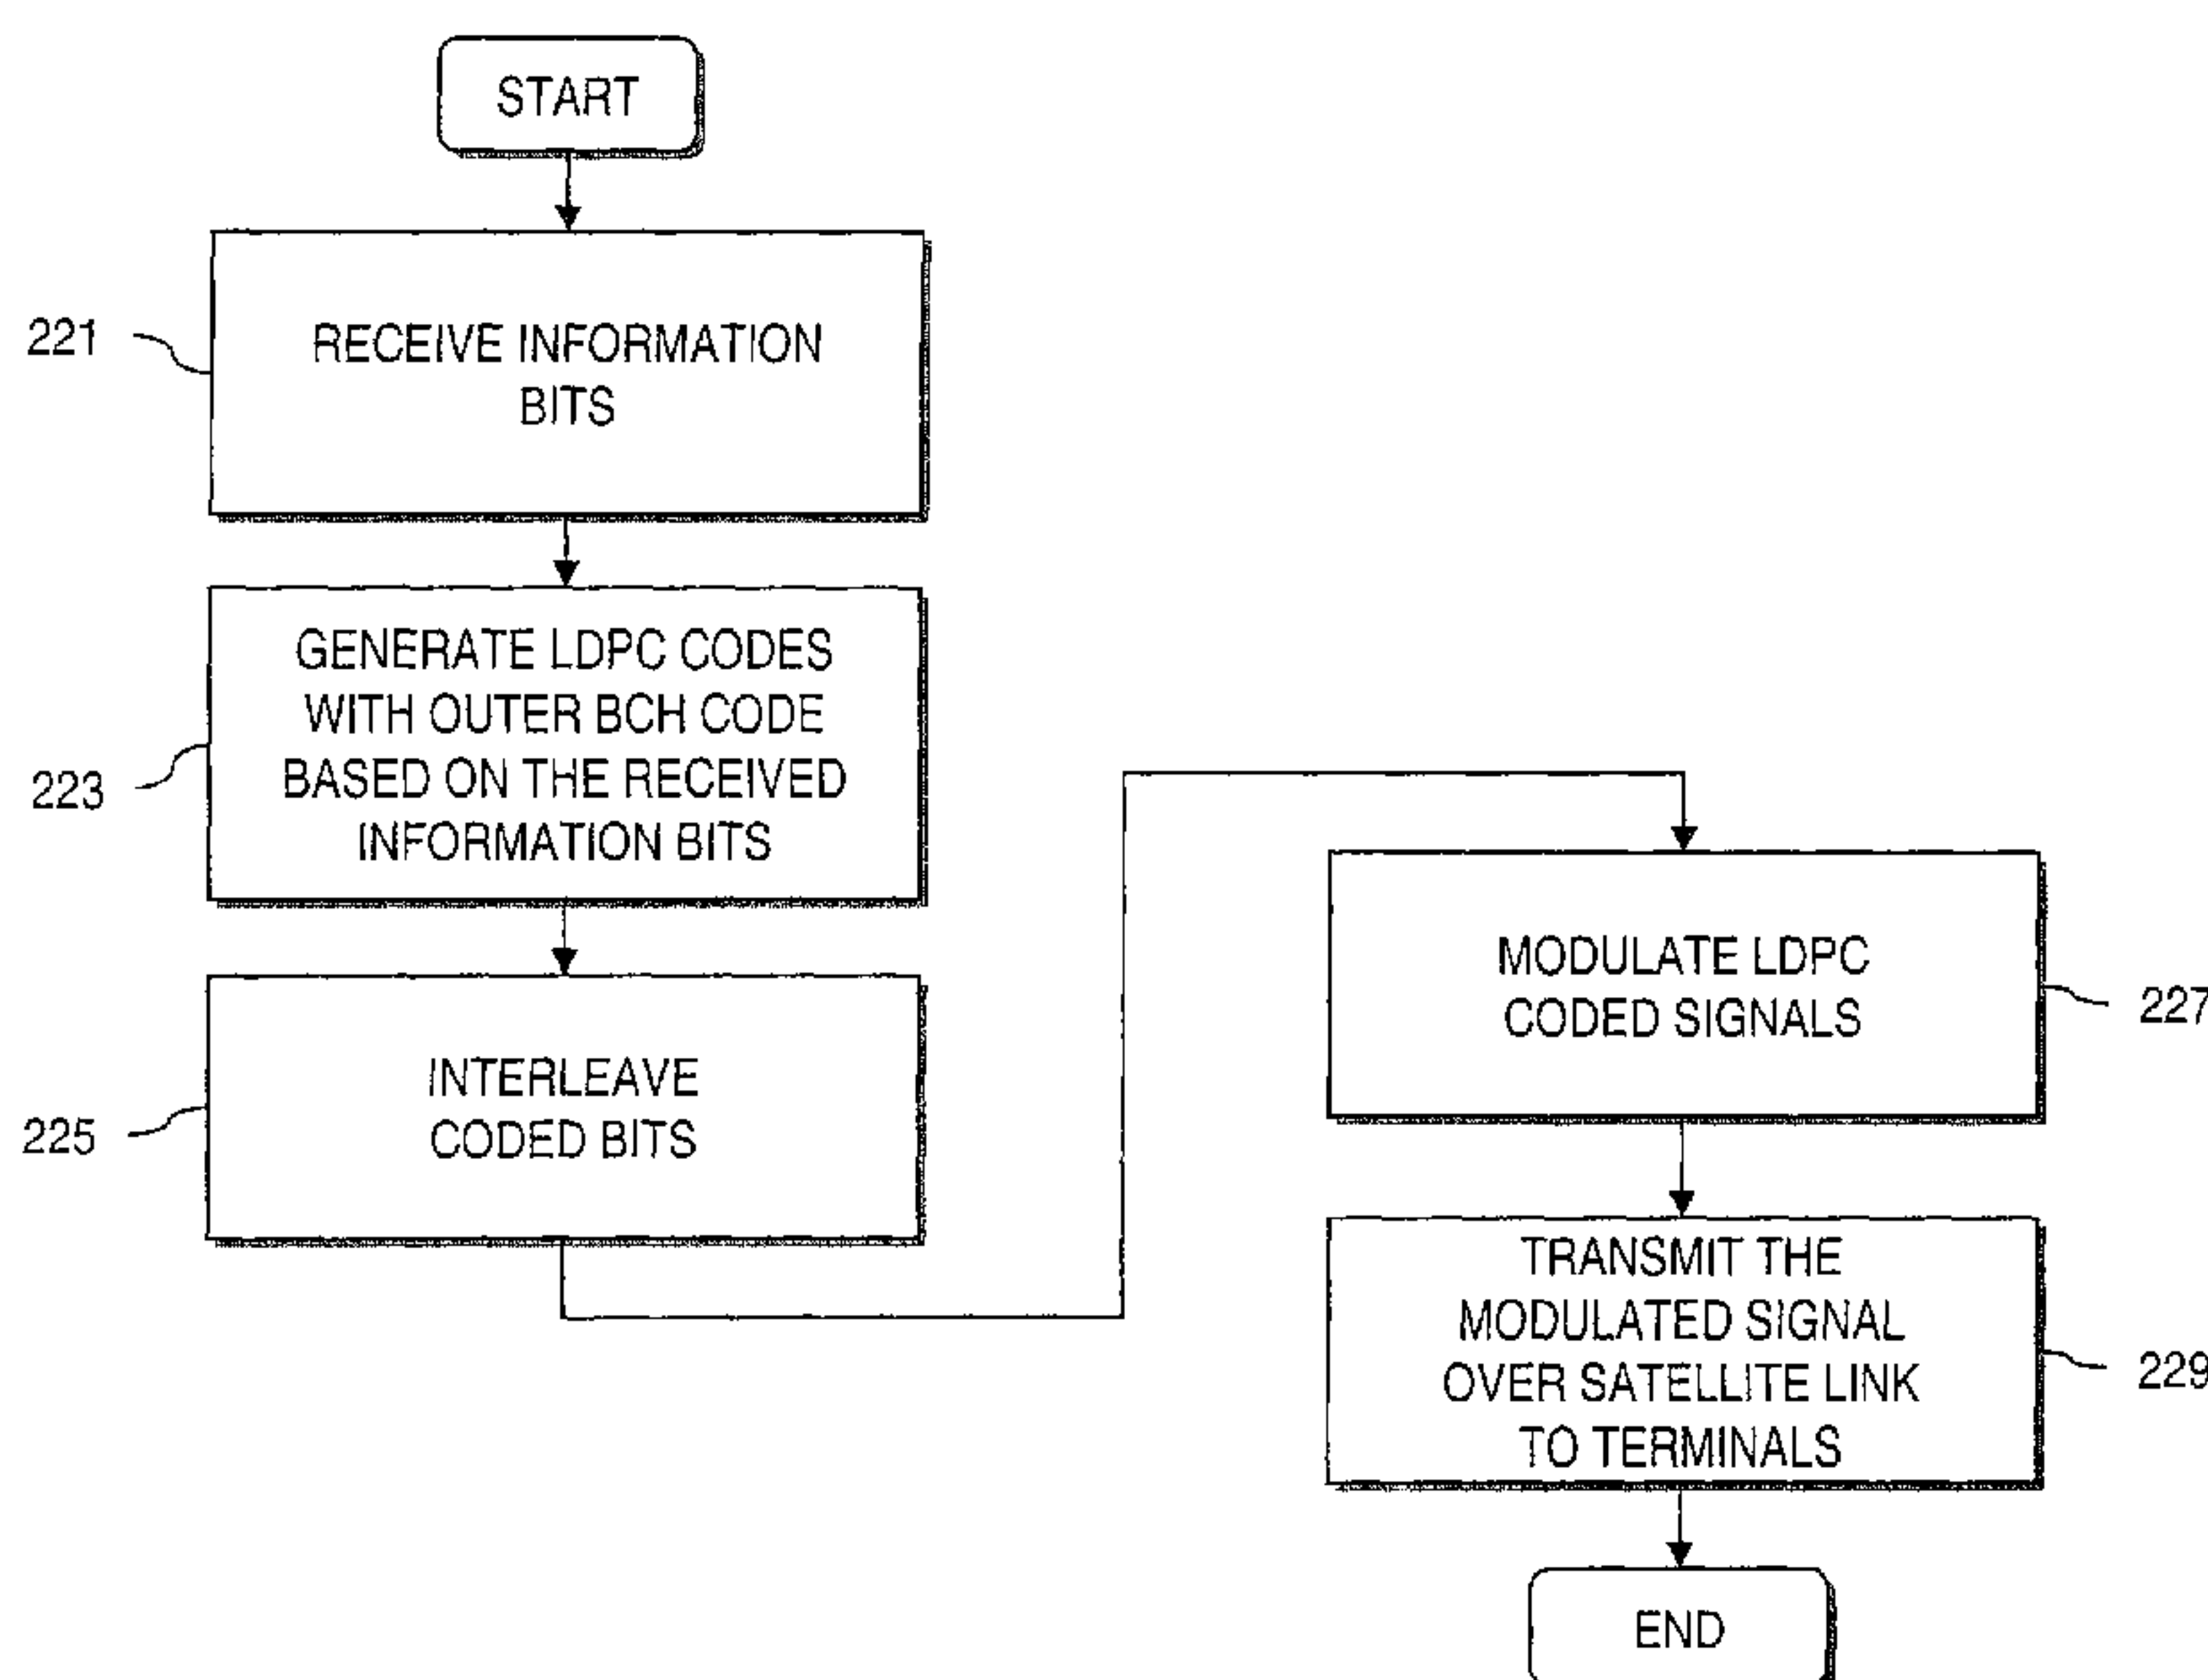 START
221
RECEIVE INFORMATION
BITS
223
GENERATE LDPC CODES
WITH OUTER BCH CODE
BASED ON THE RECEIVED
INFORMATION BITS
225
INTERLEAVE
CODED BITS
MODULATE LDPC
CODED SIGNALS
227
TRANSMIT THE
MODULATED SIGNAL
OVER SATELLITE LINK
TO TERMINALS
229
END